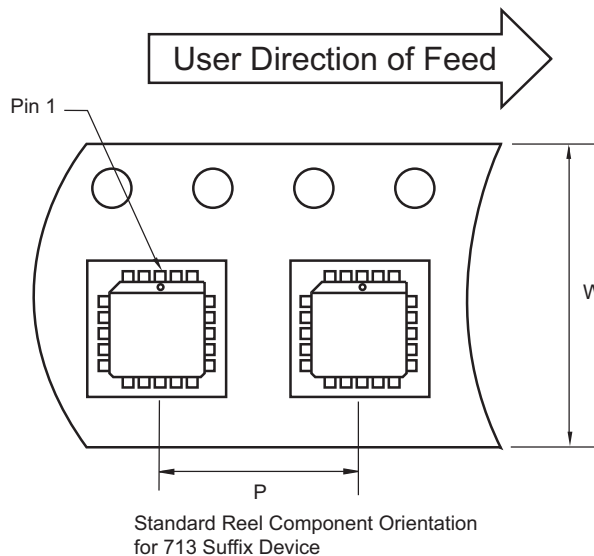 User Direction of Feed
Pin 1
W
P
Standard Reel Component Orientation
for 713 Suffix Device